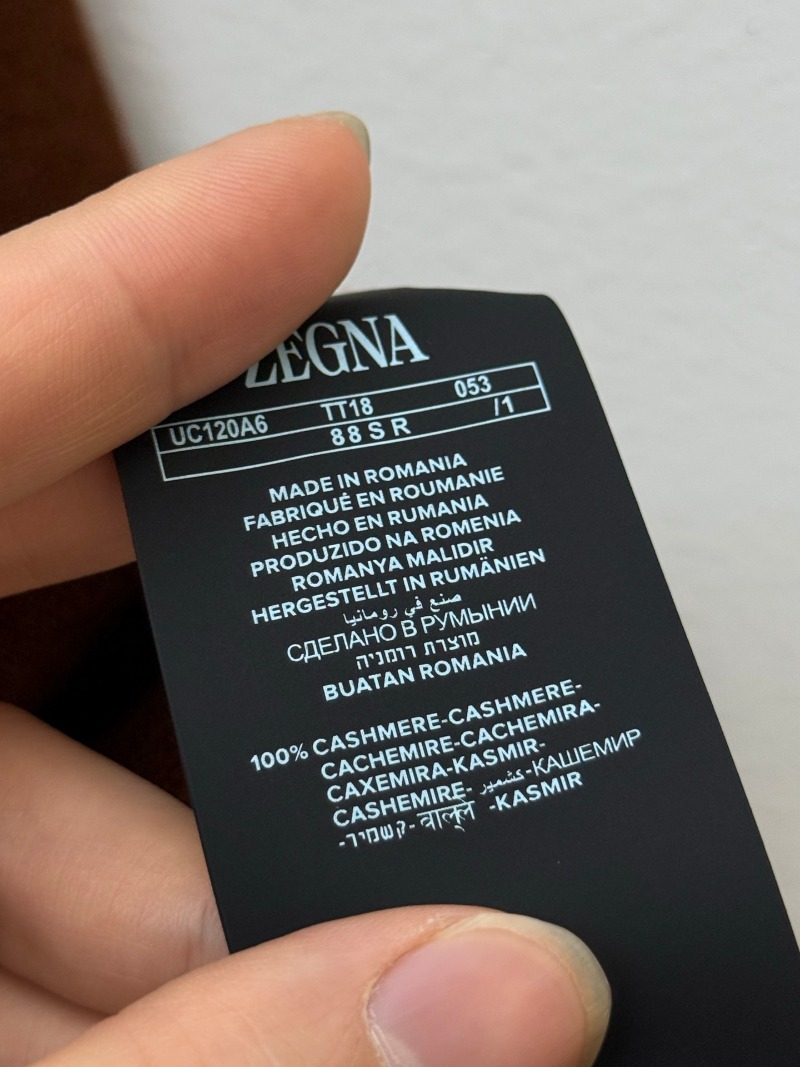 ZEGNA
UC120A6 TT18 053
88 S R /1
MADE IN ROMANIA
FABRIQUÉ EN ROUMANIE
HECHO EN RUMANIA
PRODUZIDO NA ROMENIA
ROMANYA MALIDIR
HERGESTELLT IN RUMÄNIEN
صنع في رومانيا
СДЕЛАНО В РУМЫНИИ
מוצרת רומניה
BUATAN ROMANIA
100% CASHMERE-CASHMERE-
CACHEMIRE-CACHEMIRA-
CAXEMIRA-KASMIR-
CASHEMIRE- كشمير-КАШЕМИР
-קשמיר- -KASMIR